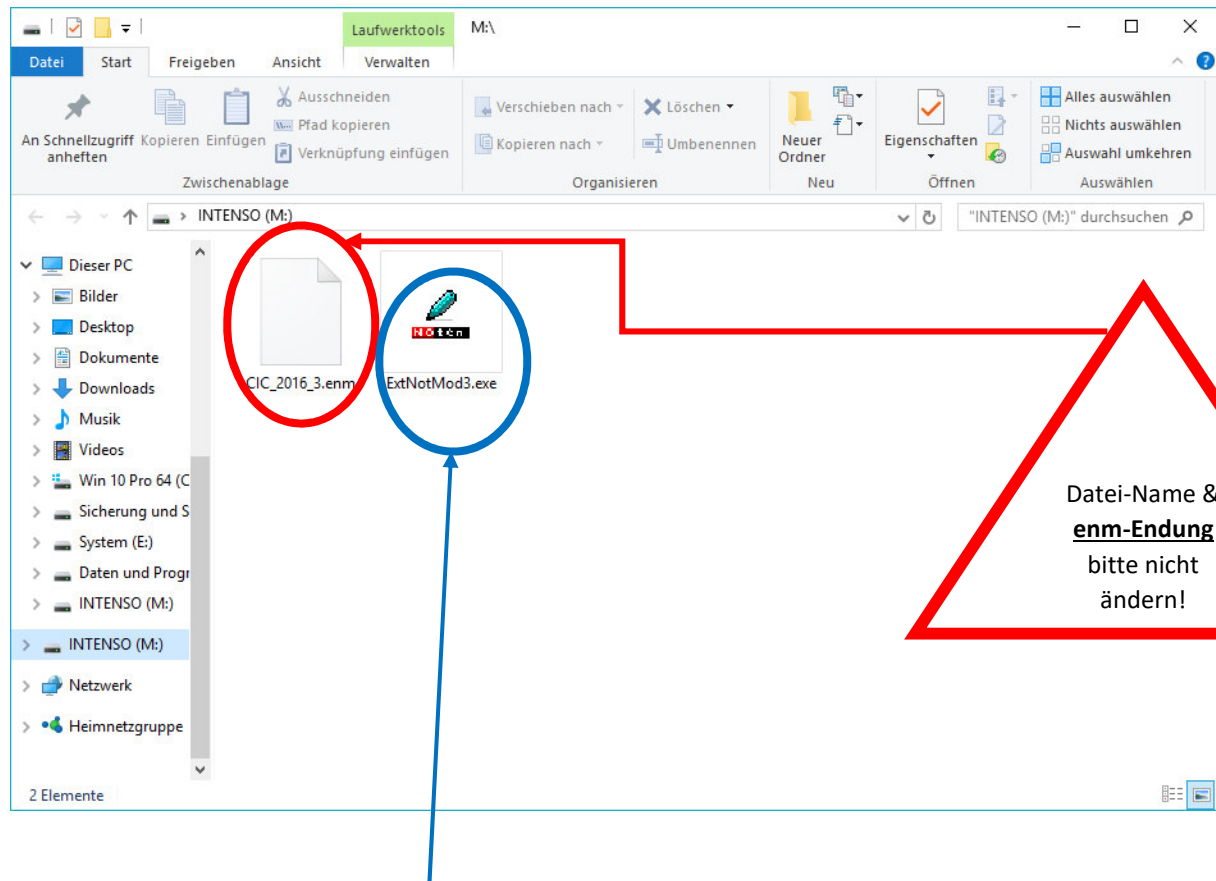 Laufwerktools M:\
Datei Start Freigeben Ansicht Verwalten
An Schnellzugriff anheften
Kopieren
Einfügen
Ausschneiden
Pfad kopieren
Verknüpfung einfügen
Zwischenablage
Verschieben nach
Kopieren nach
Löschen
Umbenennen
Organisieren
Neuer
Ordner
Neu
Eigenschaften
Öffnen
Alles auswählen
Nichts auswählen
Auswahl umkehren
Auswählen
INTENSO (M:)
"INTENSO (M:)" durchsuchen
Dieser PC
Bilder
Desktop
Dokumente
Downloads
Musik
Videos
Win 10 Pro 64 (C
Sicherung und S
System (E:)
Daten und Progr
INTENSO (M:)
INTENSO (M:)
Netzwerk
Heimnetzgruppe
Noten
CIC_2016_3.enm
ExtNotMod3.exe
Datei-Name &
enm-Endung
bitte nicht
ändern!
2 Elemente